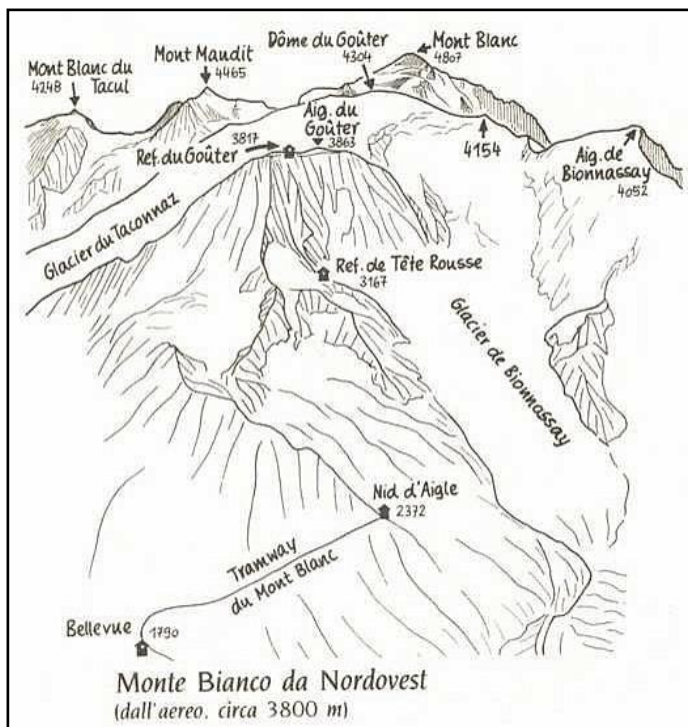 Mont Blanc du
Tacul
4248
Mont Maudit
4465
Dôme du Goûter
4304
Mont Blanc
4807
Ref. du Goûter
3817
Aig. du
Goûter
3863
4154
Aig. de
Bionnassay
4052
Glacier du Taconnaz
Ref. de Tête Rousse
3167
Glacier de Bionnassay
Nid d'Aigle
2372
Tramway
du Mont Blanc
Bellevue
1790
Monte Bianco da Nordovest
(dall'aereo, circa 3800 m)